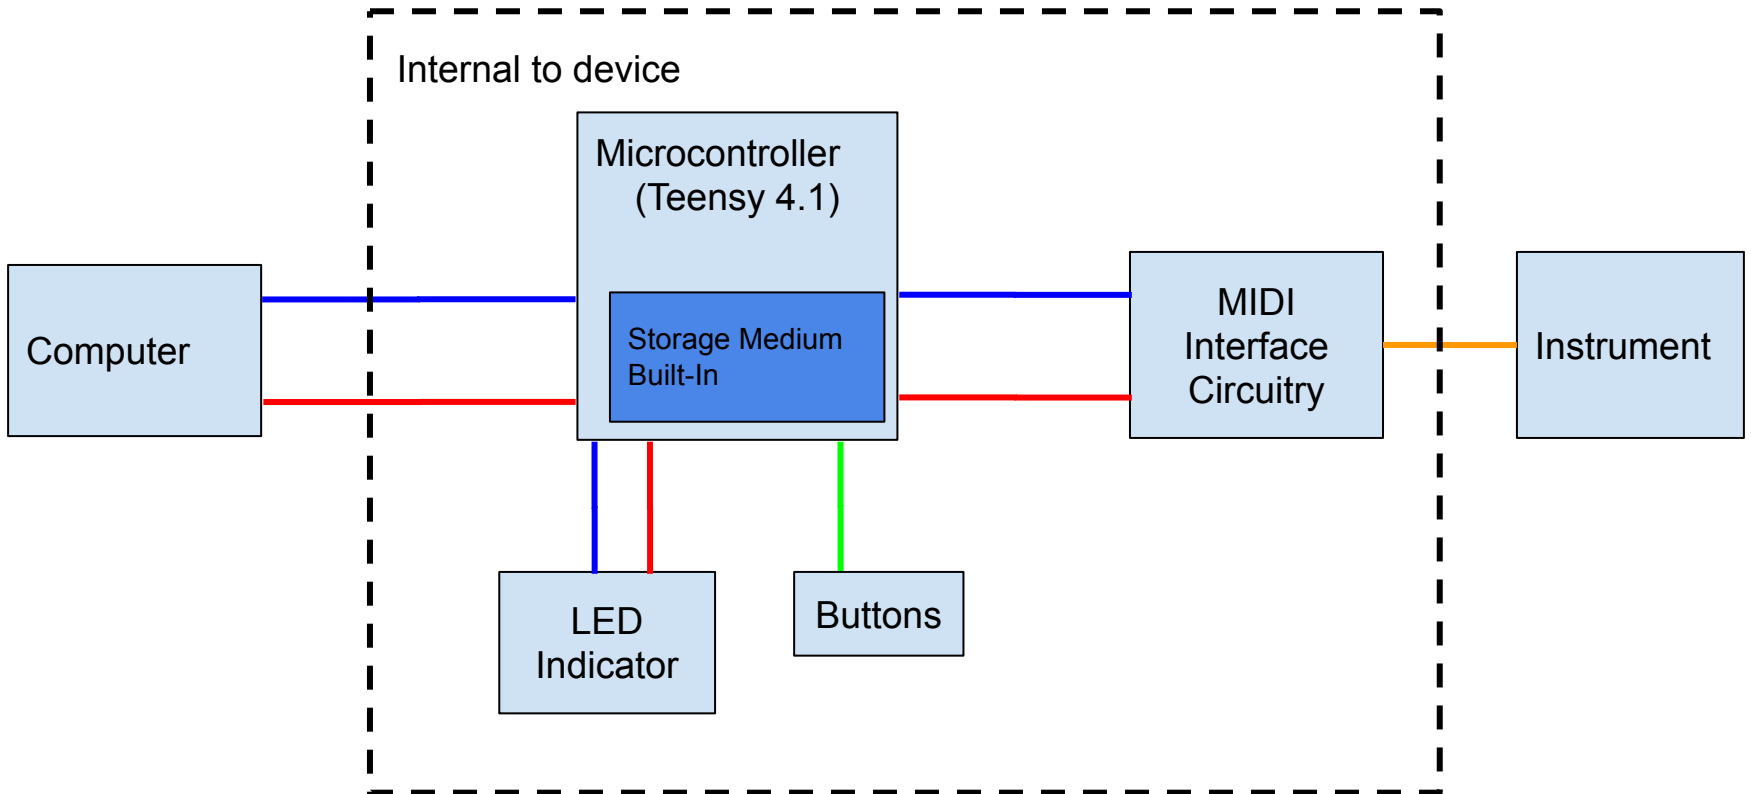 Internal to device
Microcontroller
(Teensy 4.1)
Storage Medium
Built-In
Computer
MIDI
Interface
Circuitry
Instrument
LED
Indicator
Buttons